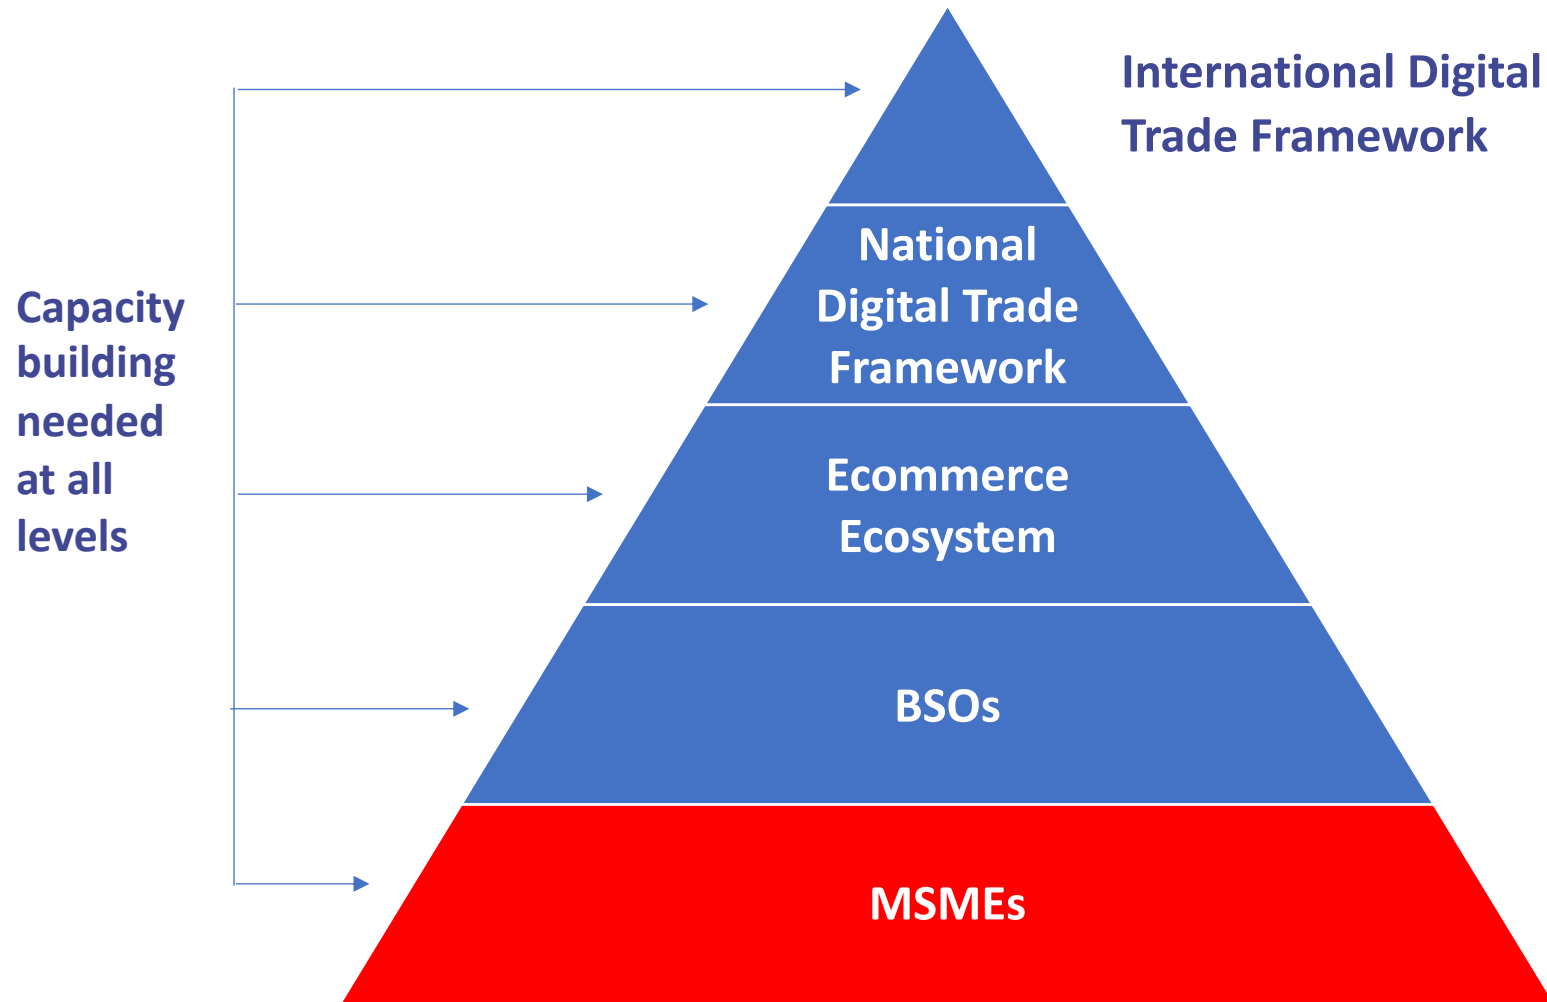 International Digital
Trade Framework
National
Digital Trade
Framework
Capacity
building
needed
at all
levels
Ecommerce
Ecosystem
BSOs
MSMEs